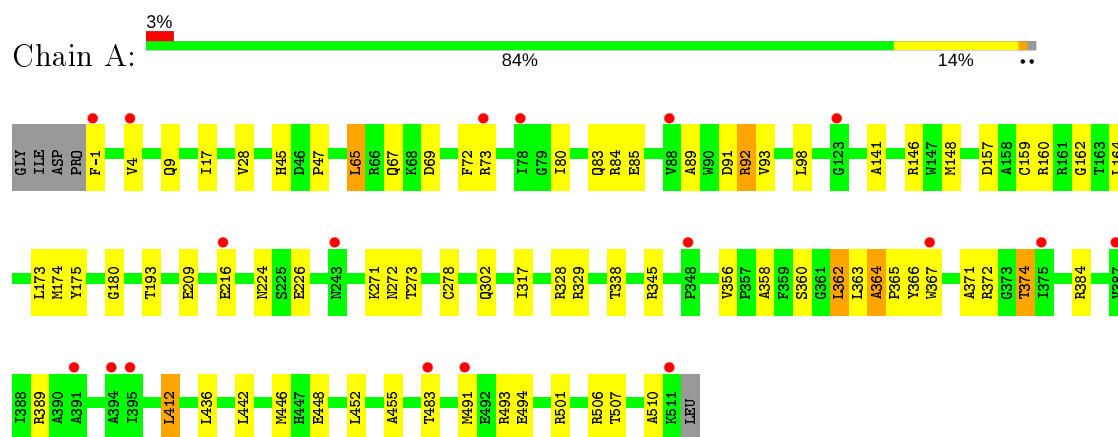 3%
Chain A:
84% 14% ••
GLY ILE ASP PRO F-1 V4 Q9 I17 V28 H45 D46 P47 L65 R66 Q67 K68 D69 F72 R73 I78 G79 I80 Q83 R84 E85 V88 A89 W90 D91 R92 V93 L98 G123 A141 R146 W147 M148 D157 A158 C159 R160 R161 G162 T163 L164
L173 M174 Y175 G180 T193 E209 E216 N224 S225 E226 N243 K271 N272 T273 C278 Q302 I317 R328 R329 T338 R345 P348 V356 P357 A358 F359 S360 G361 L362 L363 A364 P365 Y366 W367 A371 R372 G373 T374 I375 R384 V387
I388 R389 A390 A391 A394 I395 L412 L436 L442 M446 H447 E448 L452 A455 T483 M491 E492 R493 E494 R501 R506 T507 A510 K511 LEU